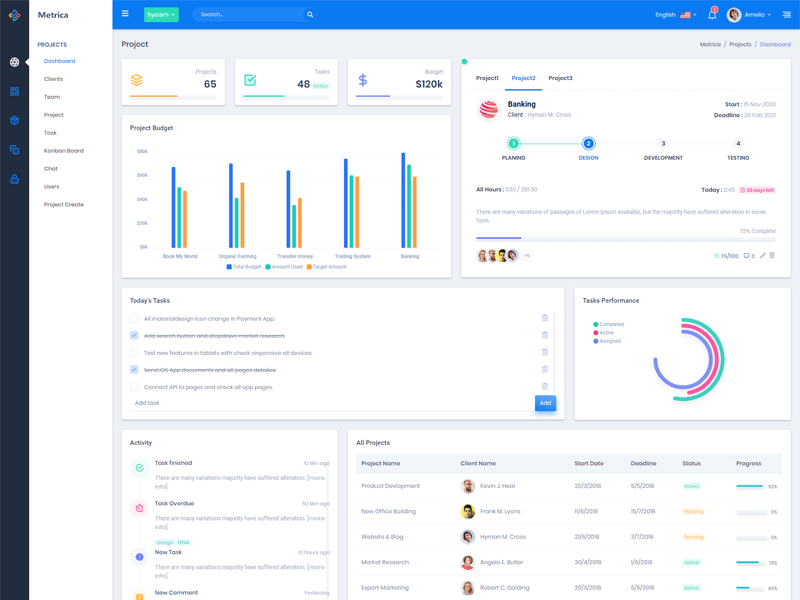 Metrica
System
Search...
English
2
Amelia
PROJECTS
Dashboard
Clients
Team
Project
Task
Kanban Board
Chat
Users
Project Create
Project
Metrica / Projects / Dashboard
Projects
65
Tasks
48 Active
Budget
$120k
Project Budget
$80k
$60k
$40k
$20k
$0k
Book My World
Organic Farming
Transfer money
Trading System
Banking
Total Budget
Amount Used
Target Amount
Project1
Project2
Project3
Banking
Client : Hyman M. Cross
Start : 15 Nov 2020
Deadline : 28 Fab 2021
1
2
3
4
PLANING
DESIGN
DEVELOPMENT
TESTING
All Hours : 530 / 281:30
Today : 2:45
35 days left
There are many variations of passages of Lorem Ipsum available, but the majority have suffered alteration in some
form.
15% Complete
+6
15/100
3
Today's Tasks
All materialdesign icon change in Payment App.
Add search button and dropdown market research.
Test new features in tablets with check responsive all devices.
Send IOS App documents and all pages detailes.
Connect API to pages and check all app pages.
Add task
Add
Tasks Performance
Completed
Active
Assigned
Activity
Task finished
10 Min ago
There are many variations majority have suffered alteration. [more
info]
Task Overdue
50 Min ago
There are many variations majority have suffered alteration. [more
info]
Design
HTML
New Task
10 hours ago
There are many variations majority have suffered alteration. [more
info]
New Comment
Yesterday
All Projects
Project Name
Client Name
Start Date
Deadline
Status
Progress
Product Devlopment
Kevin J. Heal
20/3/2018
5/5/2018
Active
92%
New Office Building
Frank M. Lyons
11/6/2018
15/7/2018
Pending
0%
Website & Blog
Hyman M. Cross
21/6/2018
3/7/2018
Pending
0%
Market Research
Angelo E. Butler
30/4/2018
1/6/2018
Active
78%
Export Marketing
Robert C. Golding
20/3/2018
5/5/2018
Active
45%